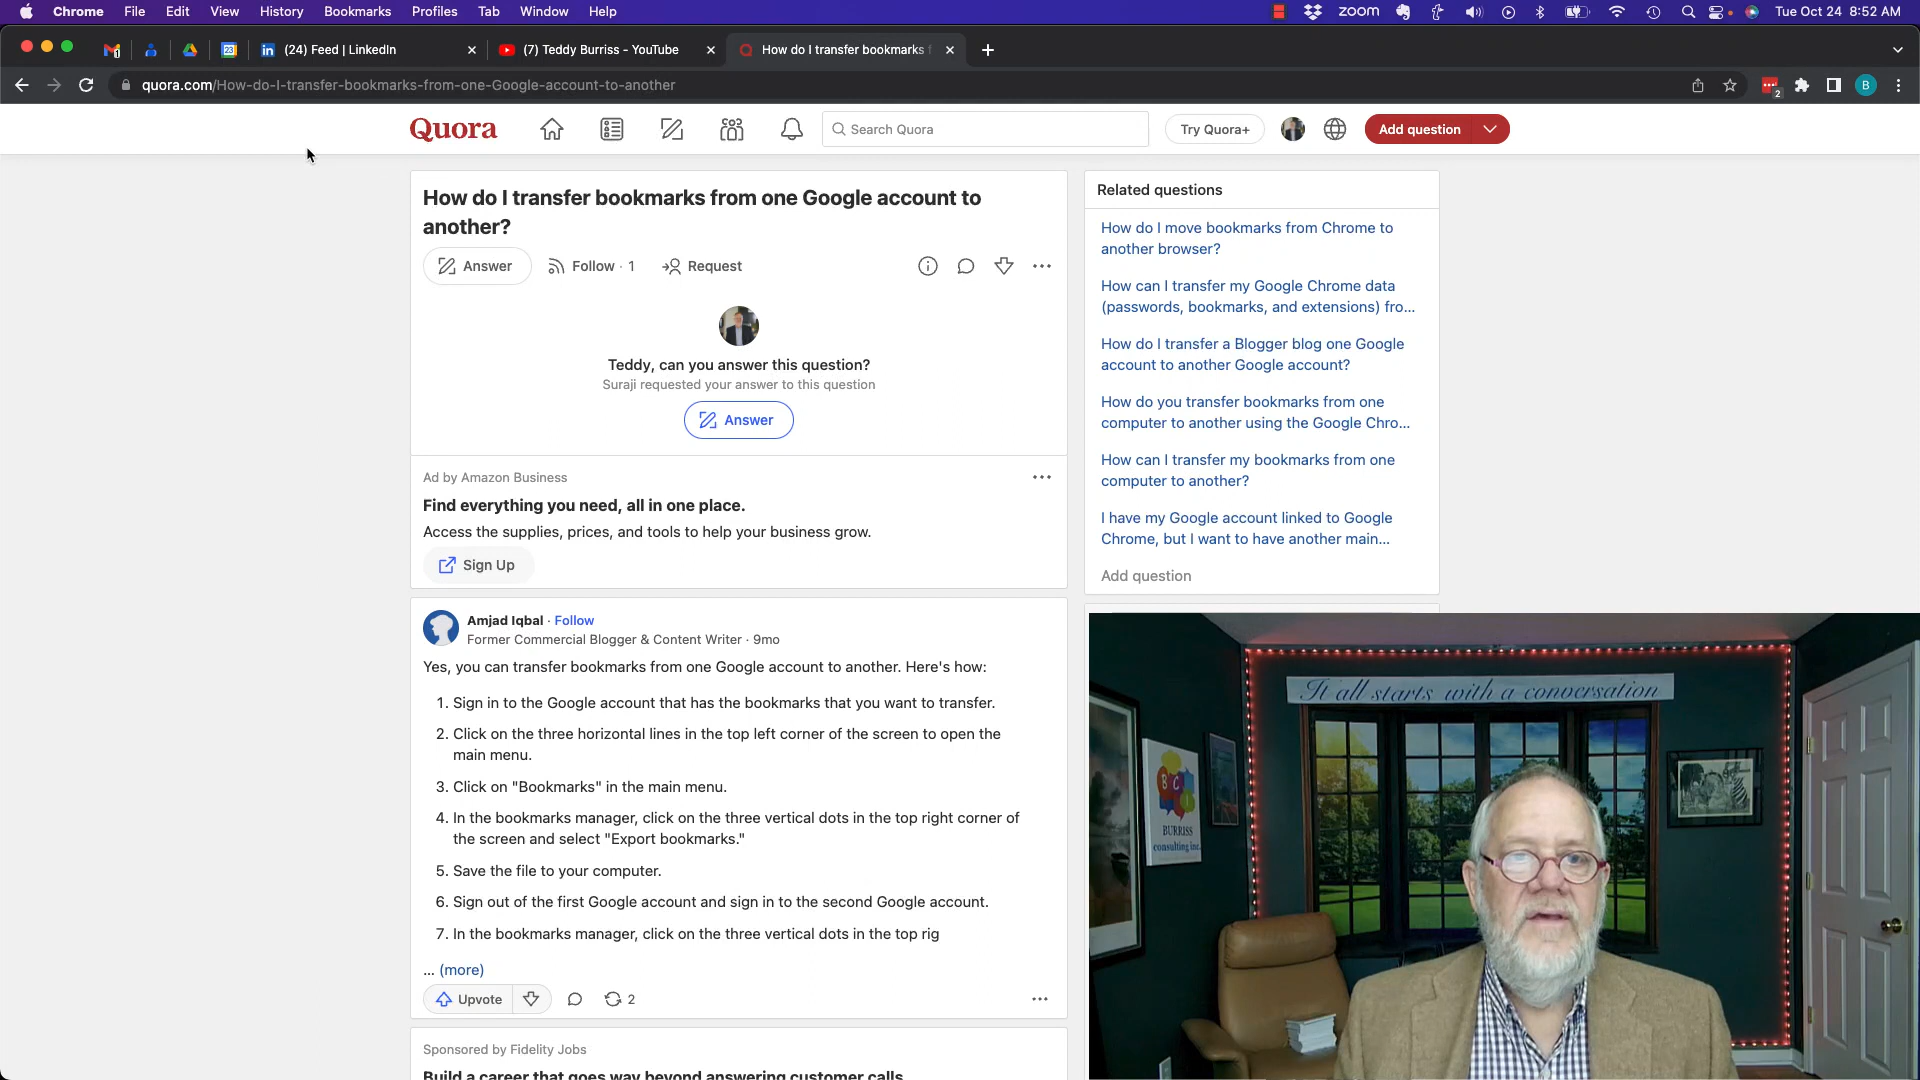 Chrome File Edit View History Bookmarks Profiles Tab Window Help
zoom
Tue Oct 24 8:52 AM
23
(24) Feed | LinkedIn
(7) Teddy Burriss - YouTube
How do I transfer bookmarks f
quora.com/How-do-I-transfer-bookmarks-from-one-Google-account-to-another
2
B
Quora
Search Quora
Try Quora+
Add question
How do I transfer bookmarks from one Google account to
another?
Answer
Follow · 1
Request
Teddy, can you answer this question?
Suraji requested your answer to this question
Answer
Ad by Amazon Business
Find everything you need, all in one place.
Access the supplies, prices, and tools to help your business grow.
Sign Up
Amjad Iqbal · Follow
Former Commercial Blogger & Content Writer · 9mo
Yes, you can transfer bookmarks from one Google account to another. Here's how:
1. Sign in to the Google account that has the bookmarks that you want to transfer.
2. Click on the three horizontal lines in the top left corner of the screen to open the
main menu.
3. Click on "Bookmarks" in the main menu.
4. In the bookmarks manager, click on the three vertical dots in the top right corner of
the screen and select "Export bookmarks."
5. Save the file to your computer.
6. Sign out of the first Google account and sign in to the second Google account.
7. In the bookmarks manager, click on the three vertical dots in the top rig
... (more)
Upvote
2
Sponsored by Fidelity Jobs
Build a career that goes way beyond answering customer calls.
Related questions
How do I move bookmarks from Chrome to
another browser?
How can I transfer my Google Chrome data
(passwords, bookmarks, and extensions) fro...
How do I transfer a Blogger blog one Google
account to another Google account?
How do you transfer bookmarks from one
computer to another using the Google Chro...
How can I transfer my bookmarks from one
computer to another?
I have my Google account linked to Google
Chrome, but I want to have another main...
Add question
It all starts with a conversation
B
C
I
BURRISS
consulting inc.